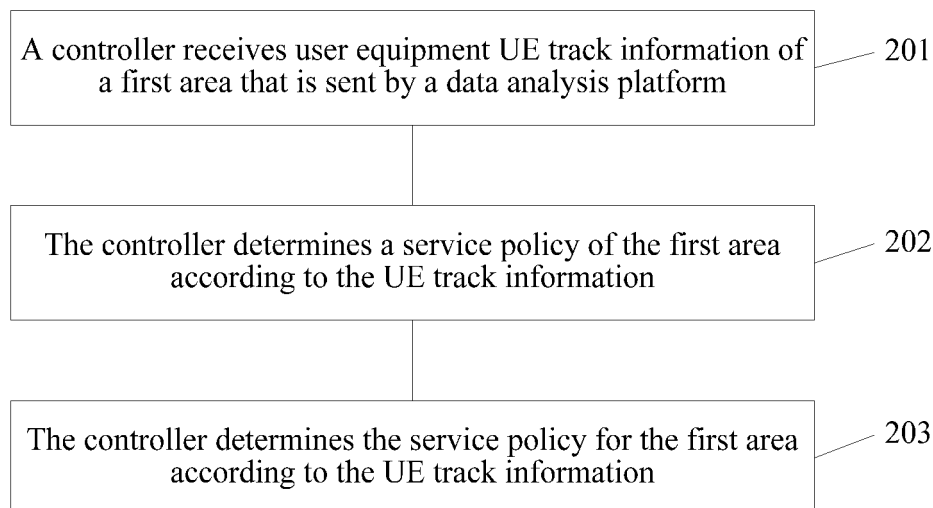 A controller receives user equipment UE track information of
a first area that is sent by a data analysis platform
201
The controller determines a service policy of the first area
according to the UE track information
202
The controller determines the service policy for the first area
according to the UE track information
203